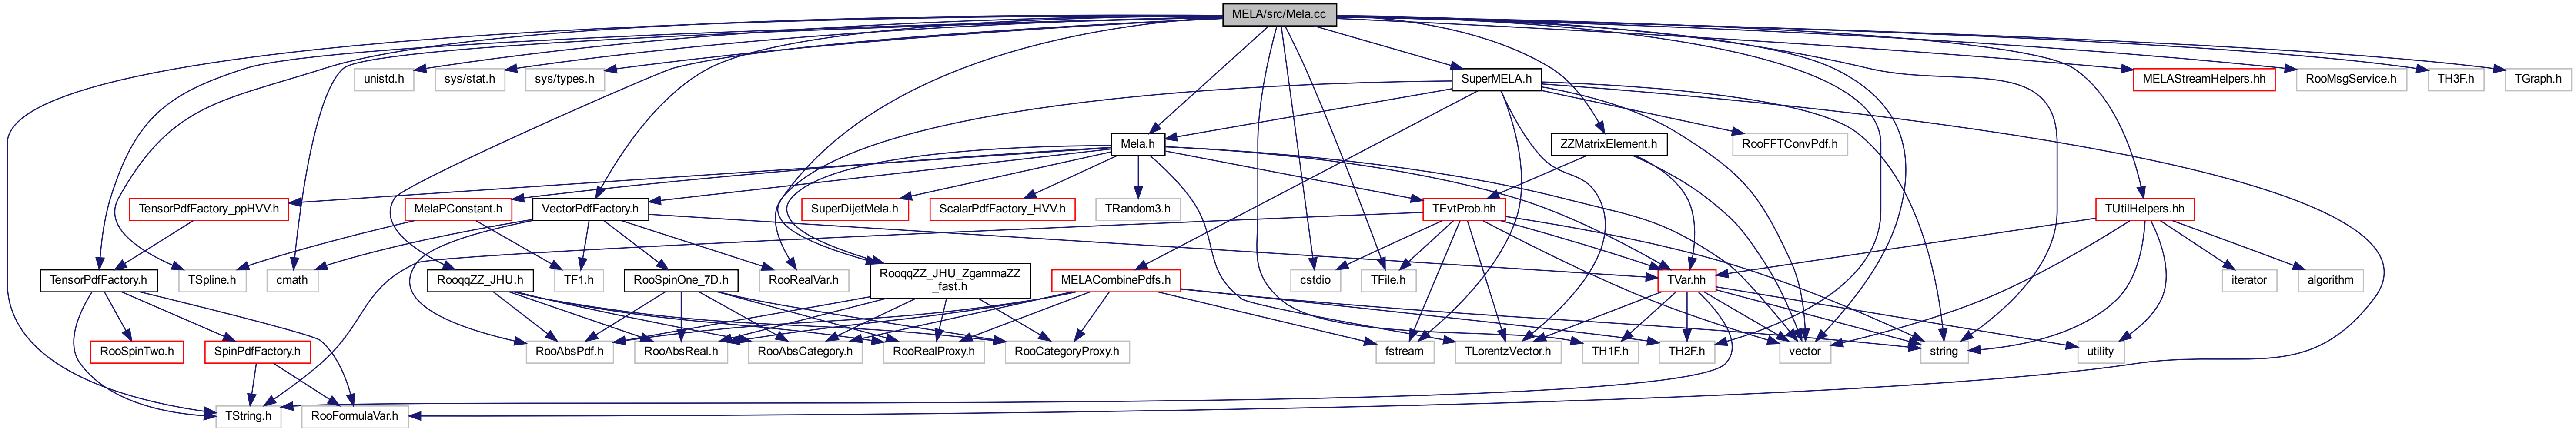 MELA/src/Mela.cc
unistd.h
sys/stat.h
sys/types.h
SuperMELA.h
MELAStreamHelpers.hh
RooMsgService.h
TH3F.h
TGraph.h
Mela.h
ZZMatrixElement.h
RooFFTConvPdf.h
TensorPdfFactory_ppHVV.h
MelaPConstant.h
VectorPdfFactory.h
SuperDijetMela.h
ScalarPdfFactory_HVV.h
TRandom3.h
TEvtProb.hh
TUtilHelpers.hh
TensorPdfFactory.h
TSpline.h
cmath
RooqqZZ_JHU.h
TF1.h
RooSpinOne_7D.h
RooRealVar.h
RooqqZZ_JHU_ZgammaZZ
_fast.h
MELACombinePdfs.h
cstdio
TFile.h
TVar.hh
iterator
algorithm
RooSpinTwo.h
SpinPdfFactory.h
RooAbsPdf.h
RooAbsReal.h
RooAbsCategory.h
RooRealProxy.h
RooCategoryProxy.h
fstream
TLorentzVector.h
TH1F.h
TH2F.h
vector
string
utility
TString.h
RooFormulaVar.h